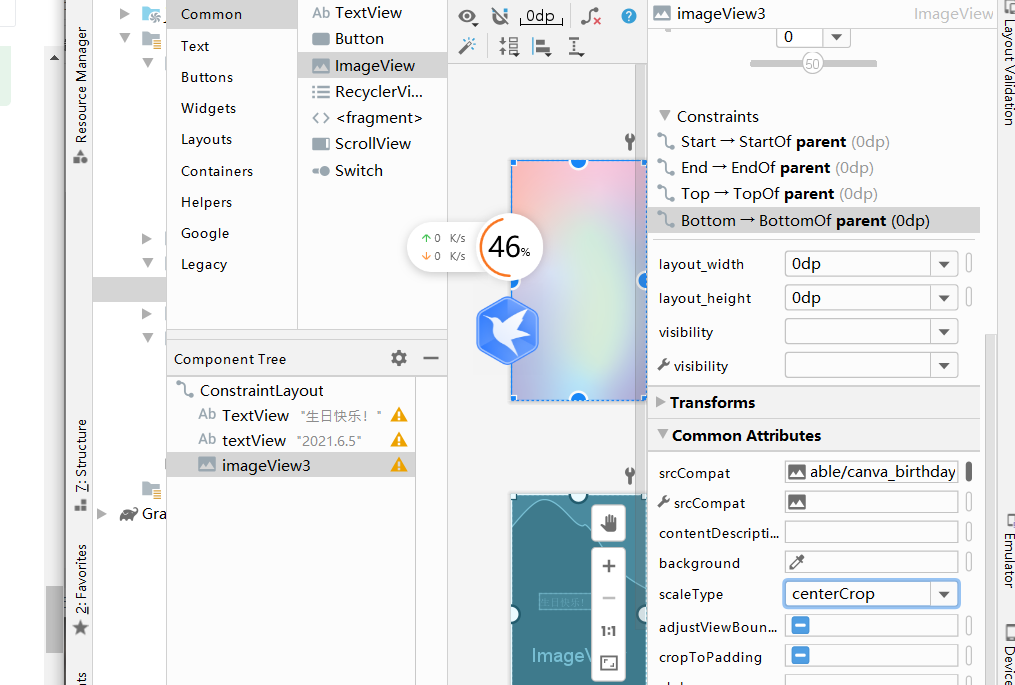 Resource Manager
Z: Structure
2: Favorites
Gra
Common
Text
Buttons
Widgets
Layouts
Containers
Helpers
Google
Legacy
Ab TextView
Button
ImageView
RecyclerVi...
<> <fragment>
ScrollView
Switch
Component Tree
ConstraintLayout
Ab TextView "生日快乐！"
Ab textView "2021.6.5"
imageView3
0dp
↑ 0 K/s
↓ 0 K/s
46%
生日快乐!
ImageV
1:1
imageView3 ImageView
0
50
Constraints
Start → StartOf parent (0dp)
End → EndOf parent (0dp)
Top → TopOf parent (0dp)
Bottom → BottomOf parent (0dp)
layout_width 0dp
layout_height 0dp
visibility
visibility
Transforms
Common Attributes
srcCompat able/canva_birthday
srcCompat
contentDescripti...
background
scaleType centerCrop
adjustViewBoun...
cropToPadding
Layout Validation
Emulator
Device